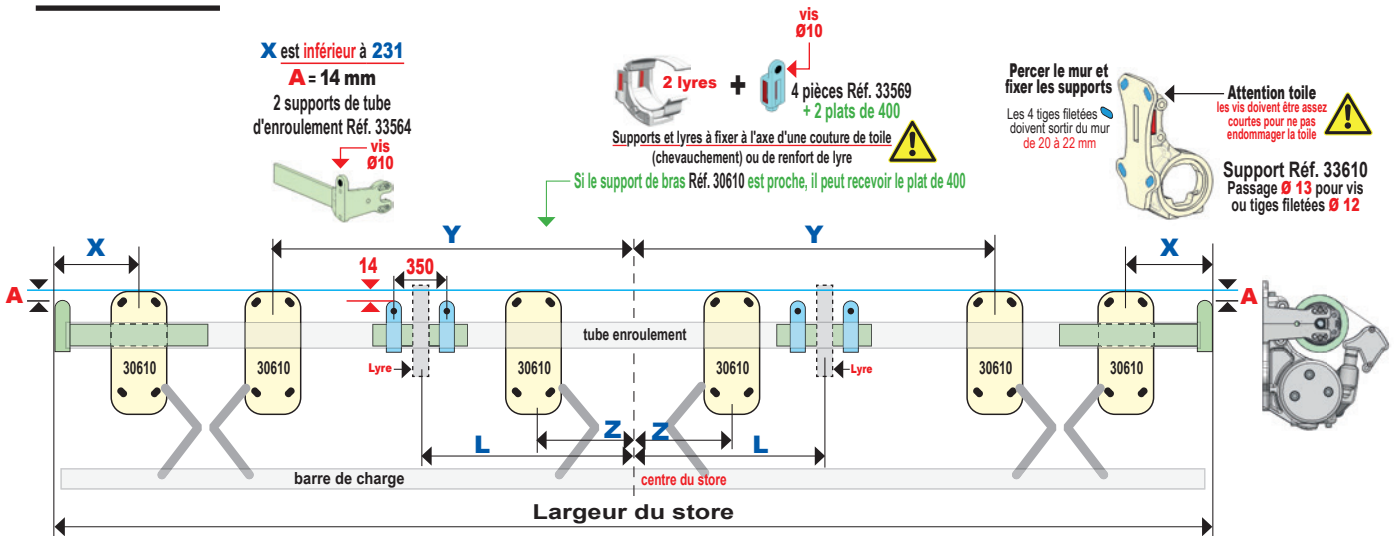 X est inférieur à 231
A = 14 mm
2 supports de tube
d'enroulement Réf. 33564
vis
Ø10
2 lyres
+
vis
Ø10
4 pièces Réf. 33569
+ 2 plats de 400
Supports et lyres à fixer à l'axe d'une couture de toile
(chevauchement) ou de renfort de lyre
Si le support de bras Réf. 30610 est proche, il peut recevoir le plat de 400
Percer le mur et
fixer les supports
Les 4 tiges filetées
doivent sortir du mur
de 20 à 22 mm
Attention toile
les vis doivent être assez
courtes pour ne pas
endommager la toile
Support Réf. 33610
Passage Ø 13 pour vis
ou tiges filetées Ø 12
X
Y
Y
X
A
14
350
A
tube enroulement
30610
30610
Lyre
30610
30610
Lyre
30610
30610
L
Z
Z
L
barre de charge
centre du store
Largeur du store